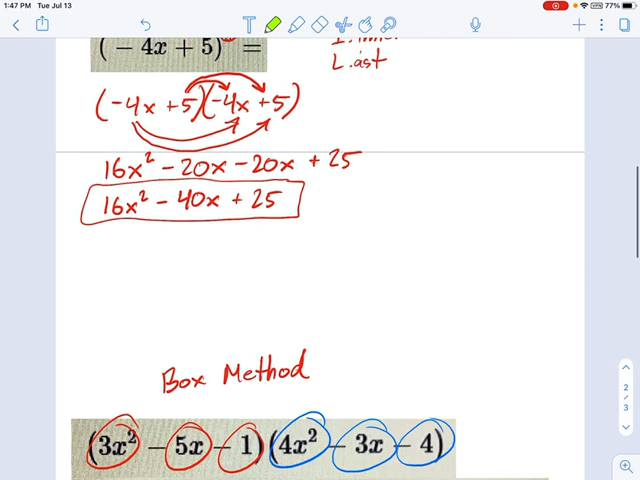 1:47 PM Tue Jul 13
77%
(− 4x + 5) =
Last
(-4x + 5)(-4x + 5)
16x² - 20x - 20x + 25
16x² - 40x + 25
Box Method
(3x² − 5x − 1)(4x² − 3x − 4)
2
/
3